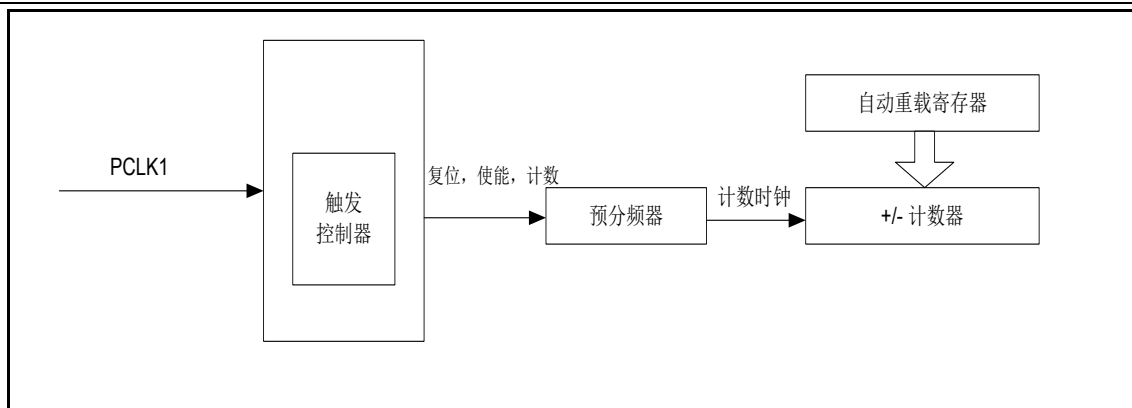 自动重载寄存器
PCLK1
复位，使能，计数
触发
控制器
预分频器
计数时钟
+/- 计数器